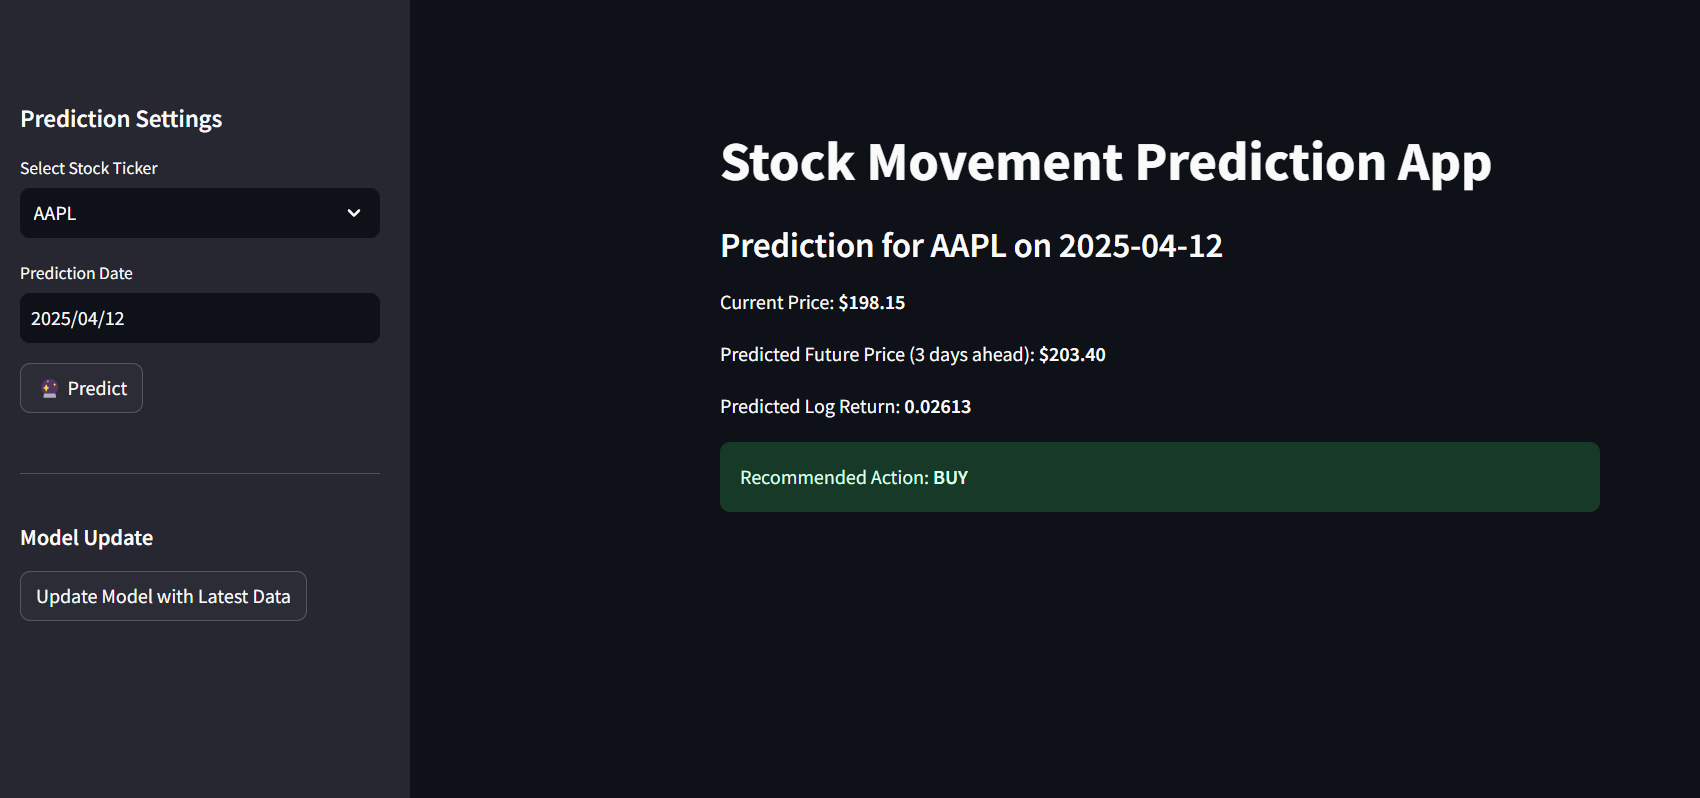 Prediction Settings
Select Stock Ticker
AAPL
Prediction Date
2025/04/12
Predict
Model Update
Update Model with Latest Data
Stock Movement Prediction App
Prediction for AAPL on 2025-04-12
Current Price: $198.15
Predicted Future Price (3 days ahead): $203.40
Predicted Log Return: 0.02613
Recommended Action: BUY